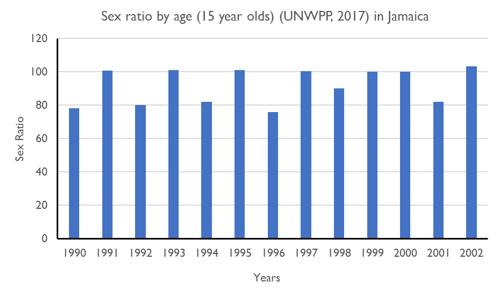 Sex ratio by age (15 year olds) (UNWPP, 2017) in Jamaica
120
100
80
60
40
20
0
Sex Ratio
1990 1991 1992 1993 1994 1995 1996 1997 1998 1999 2000 2001 2002
Years